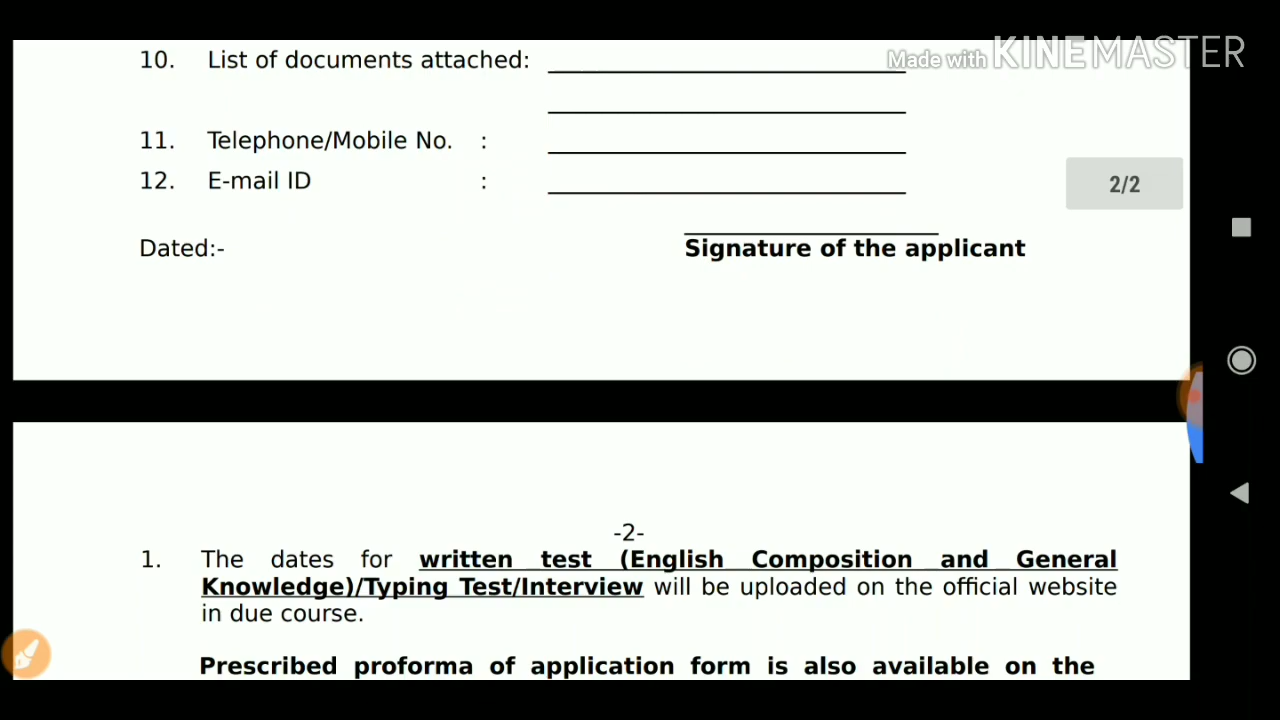 Made with KINEMASTER
10. List of documents attached:
11. Telephone/Mobile No. :
12. E-mail ID :
2/2
Dated:- Signature of the applicant
-2-
1. The dates for written test (English Composition and General
Knowledge)/Typing Test/Interview will be uploaded on the official website
in due course.
Prescribed proforma of application form is also available on the